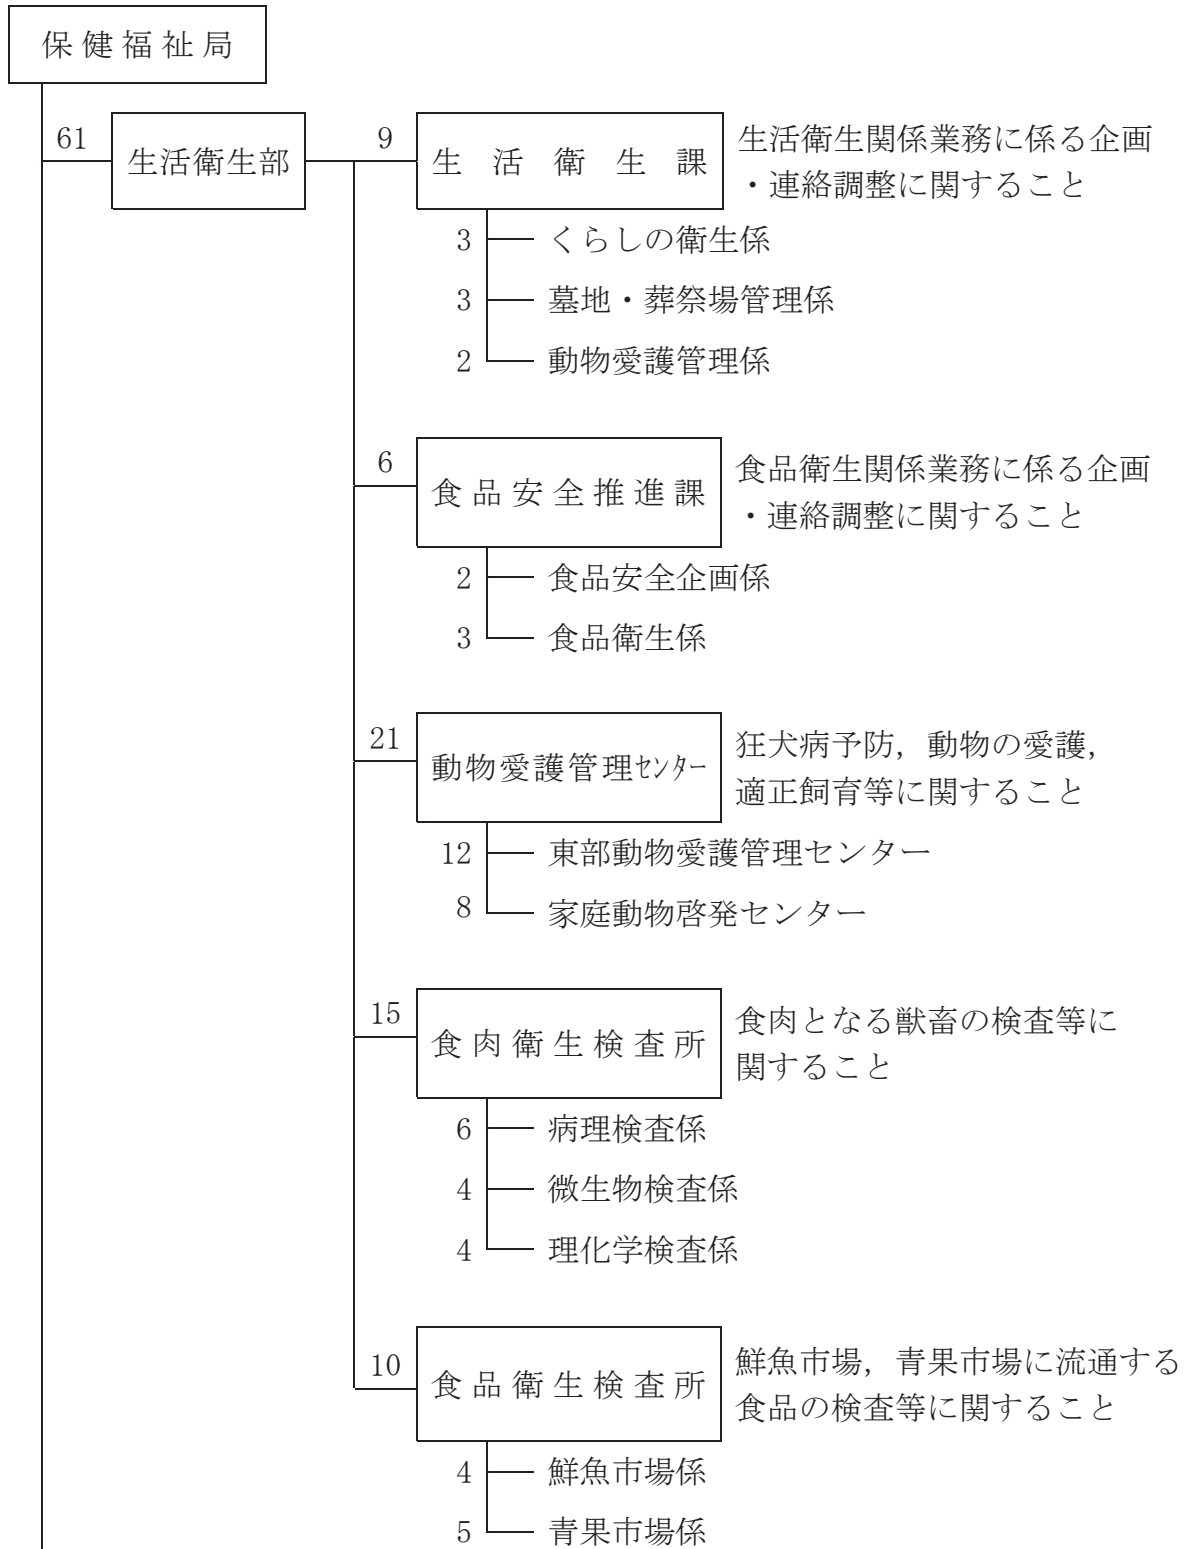 保健福祉局
61 生活衛生部
9 生活衛生課
生活衛生関係業務に係る企画
・連絡調整に関すること
3 くらしの衛生係
3 墓地・葬祭場管理係
2 動物愛護管理係
6 食品安全推進課
食品衛生関係業務に係る企画
・連絡調整に関すること
2 食品安全企画係
3 食品衛生係
21 動物愛護管理センター
狂犬病予防，動物の愛護，
適正飼育等に関すること
12 東部動物愛護管理センター
8 家庭動物啓発センター
15 食肉衛生検査所
食肉となる獣畜の検査等に
関すること
6 病理検査係
4 微生物検査係
4 理化学検査係
10 食品衛生検査所
鮮魚市場，青果市場に流通する
食品の検査等に関すること
4 鮮魚市場係
5 青果市場係